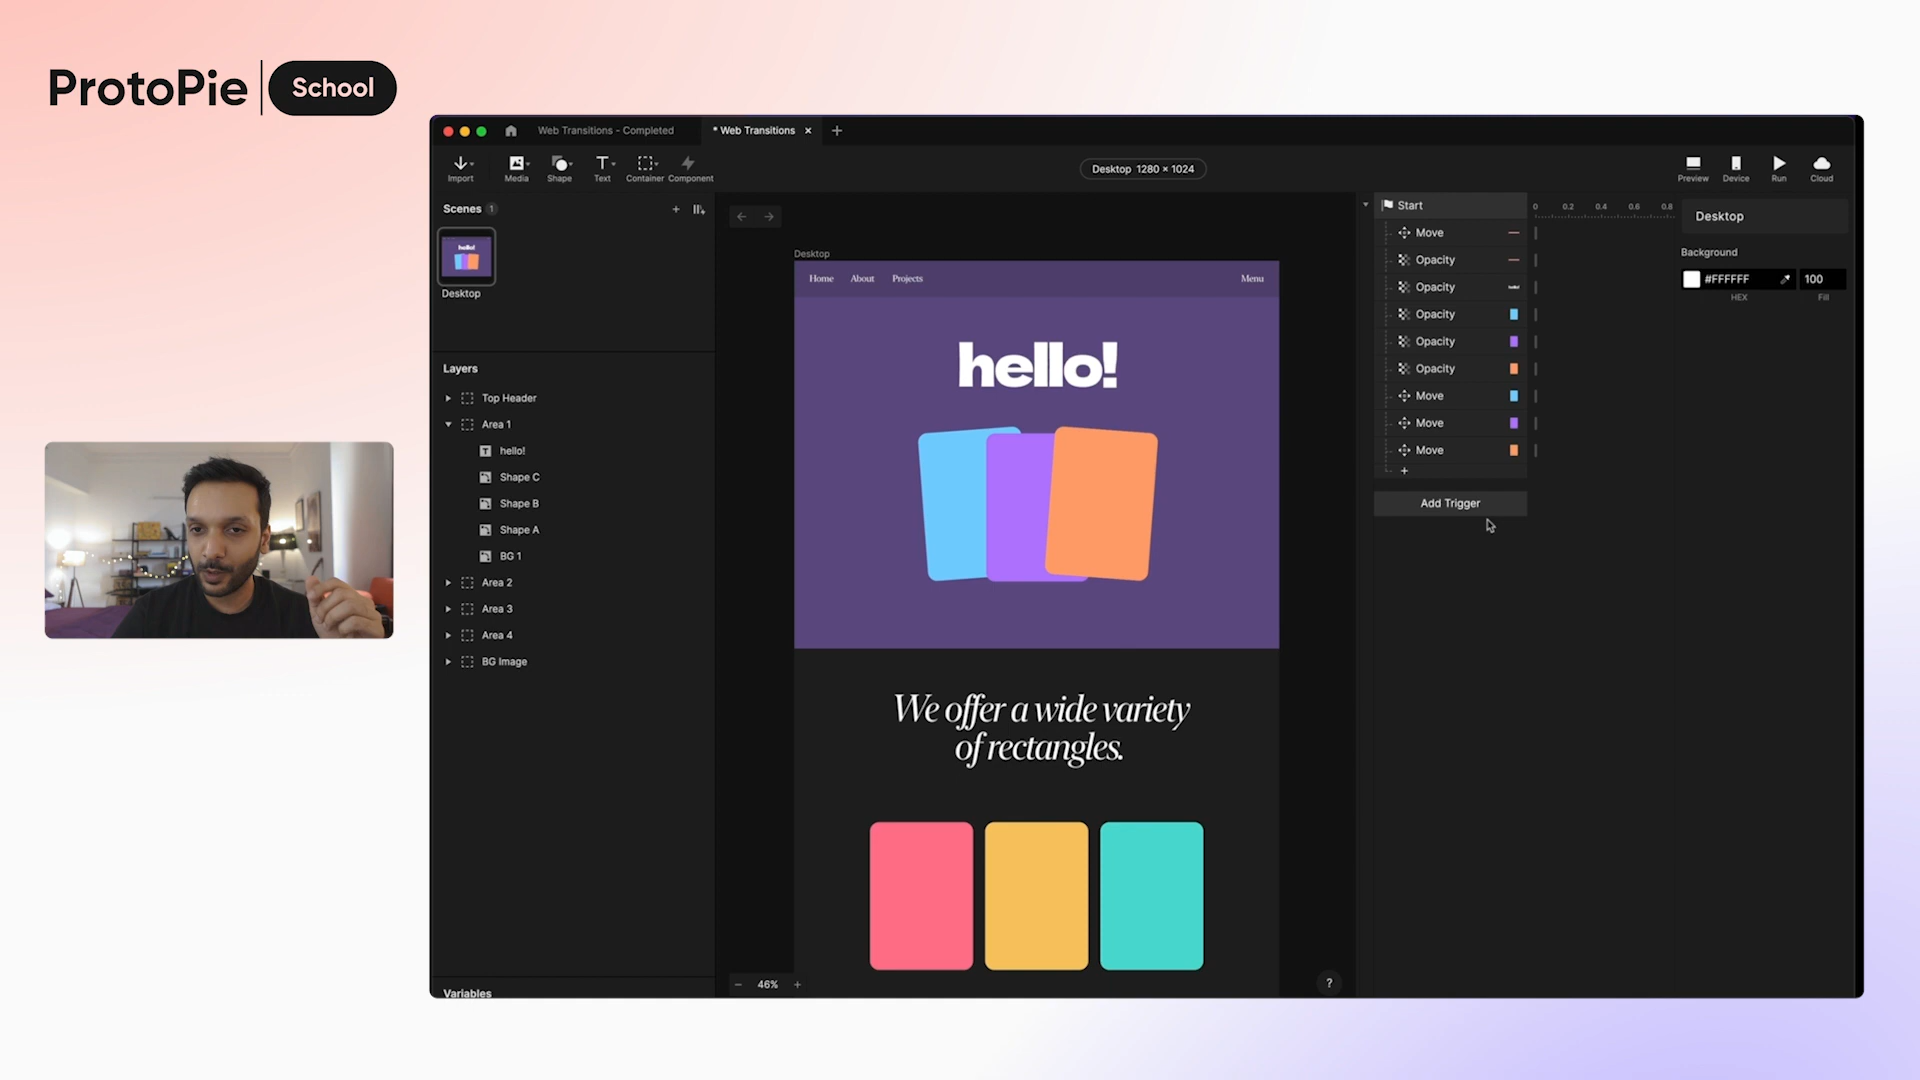 ProtoPie School
Web Transitions - Completed
* Web Transitions
Import
Media
Shape
Text
Container
Component
Desktop 1280 × 1024
Preview
Device
Run
Cloud
Scenes 1
hello!
Desktop
Layers
Top Header
Area 1
hello!
Shape C
Shape B
Shape A
BG 1
Area 2
Area 3
Area 4
BG Image
Variables
Desktop
Home About Projects Menu
hello!
We offer a wide variety
of rectangles.
46%
?
Start
Move
Opacity
Opacity hello!
Opacity
Opacity
Opacity
Move
Move
Move
Add Trigger
0 0.2 0.4 0.6 0.8
Desktop
Background
#FFFFFF 100
HEX Fill